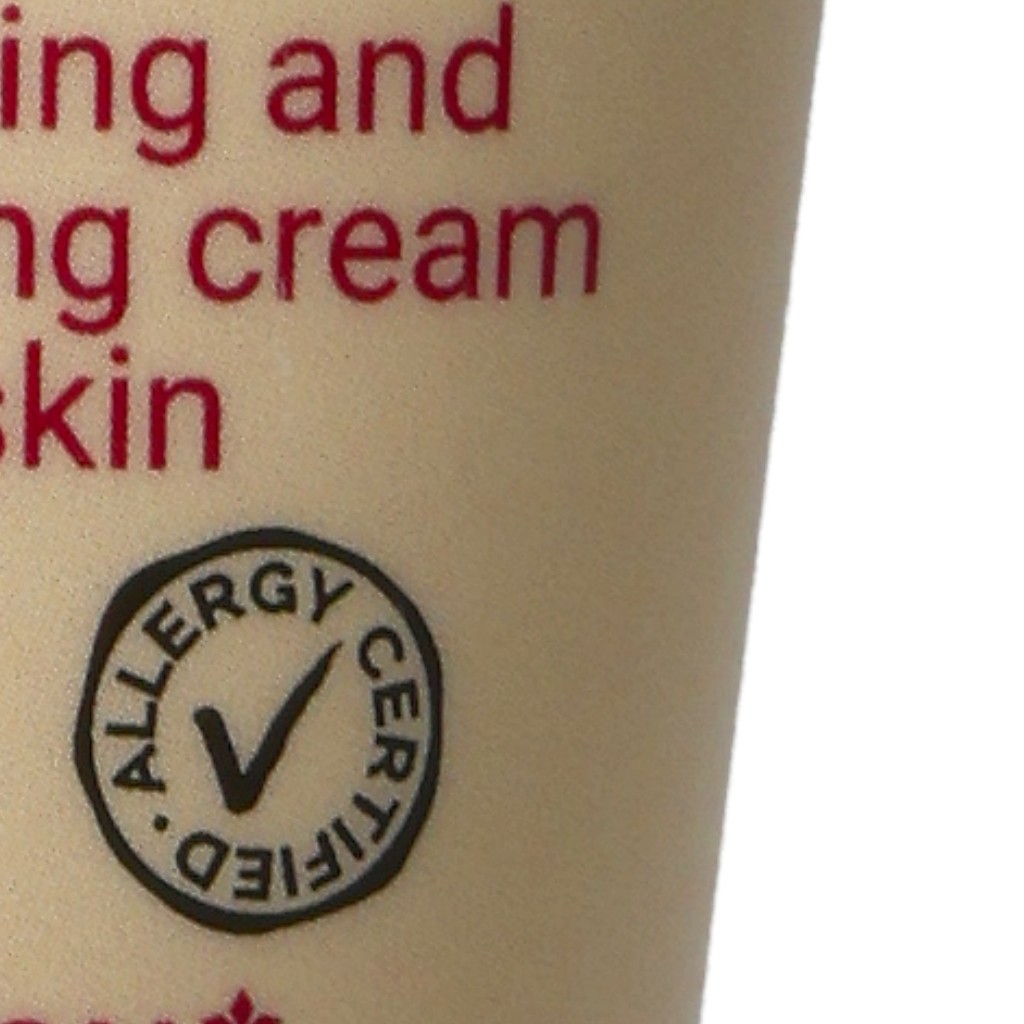 ing and
ng cream
skin
ALLERGY CERTIFIED